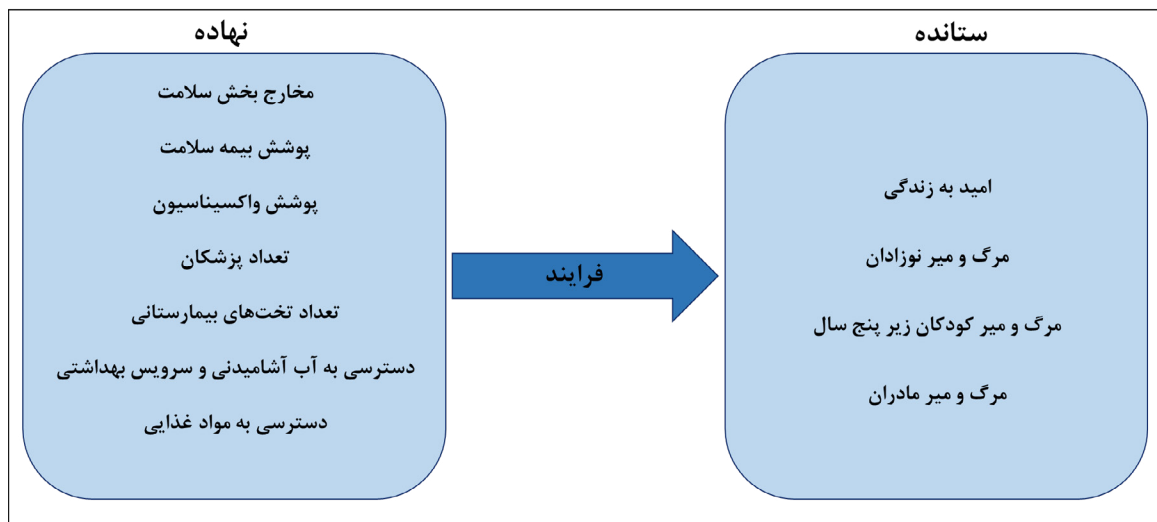 نهاده
مخارج بخش سلامت
پوشش بیمه سلامت
پوشش واکسیناسیون
تعداد پزشکان
تعداد تخت‌های بیمارستانی
دسترسی به آب آشامیدنی و سرویس بهداشتی
دسترسی به مواد غذایی
فرایند
ستانده
امید به زندگی
مرگ و میر نوزادان
مرگ و میر کودکان زیر پنج سال
مرگ و میر مادران